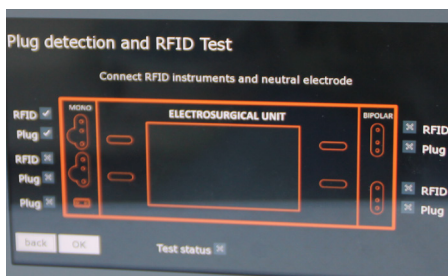 Plug detection and RFID Test
Connect RFID instruments and neutral electrode
MONO
ELECTROSURGICAL UNIT
BIPOLAR
RFID
Plug
RFID
Plug
Plug
RFID
Plug
RFID
Plug
back
OK
Test status